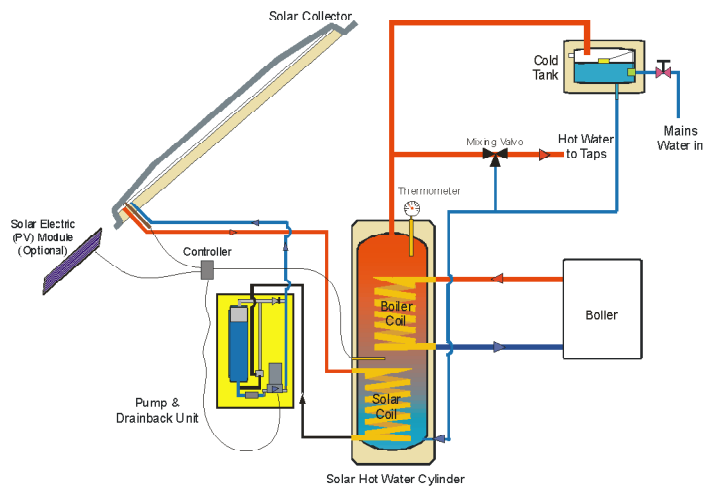 Solar Collector
Cold
Tank
Mains
Water in
Mixing Valvo
Hot Water
to Taps
Thermometer
Solar Electric
(PV) Module
(Optional)
Controller
Boiler
Coil
Boiler
Pump &
Drainback Unit
Solar
Coil
Solar Hot Water Cylinder